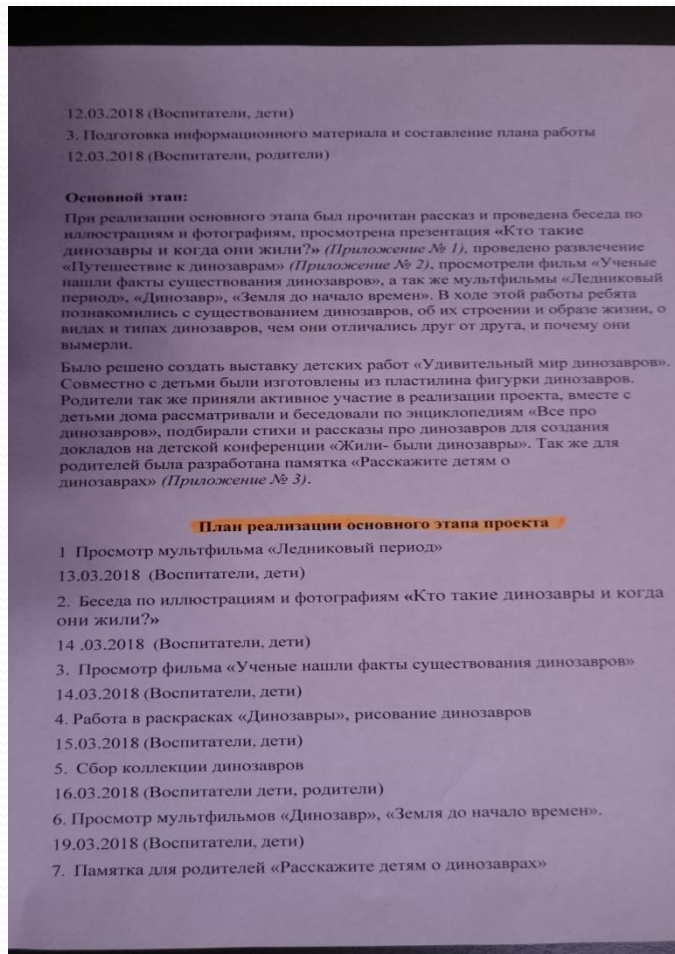 12.03.2018 (Воспитатели, дети)
3. Подготовка информационного материала и составление плана работы
12.03.2018 (Воспитатели, родители)
Основной этап:
При реализации основного этапа был прочитан рассказ и проведена беседа по
иллюстрациям и фотографиям, просмотрена презентация «Кто такие
динозавры и когда они жили?» (Приложение № 1), проведено развлечение
«Путешествие к динозаврам» (Приложение № 2), просмотрели фильм «Ученые
нашли факты существования динозавров», а так же мультфильмы «Ледниковый
период», «Динозавр», «Земля до начало времен». В ходе этой работы ребята
познакомились с существованием динозавров, об их строении и образе жизни, о
видах и типах динозавров, чем они отличались друг от друга, и почему они
вымерли.
Было решено создать выставку детских работ «Удивительный мир динозавров».
Совместно с детьми были изготовлены из пластилина фигурки динозавров.
Родители так же приняли активное участие в реализации проекта, вместе с
детьми дома рассматривали и беседовали по энциклопедиям «Все про
динозавров», подбирали стихи и рассказы про динозавров для создания
докладов на детской конференции «Жили- были динозавры». Так же для
родителей была разработана памятка «Расскажите детям о
динозаврах» (Приложение № 3).
План реализации основного этапа проекта
1 Просмотр мультфильма «Ледниковый период»
13.03.2018 (Воспитатели, дети)
2. Беседа по иллюстрациям и фотографиям «Кто такие динозавры и когда
они жили?»
14 .03.2018 (Воспитатели, дети)
3. Просмотр фильма «Ученые нашли факты существования динозавров»
14.03.2018 (Воспитатели, дети)
4. Работа в раскрасках «Динозавры», рисование динозавров
15.03.2018 (Воспитатели, дети)
5. Сбор коллекции динозавров
16.03.2018 (Воспитатели дети, родители)
6. Просмотр мультфильмов «Динозавр», «Земля до начало времен».
19.03.2018 (Воспитатели, дети)
7. Памятка для родителей «Расскажите детям о динозаврах»